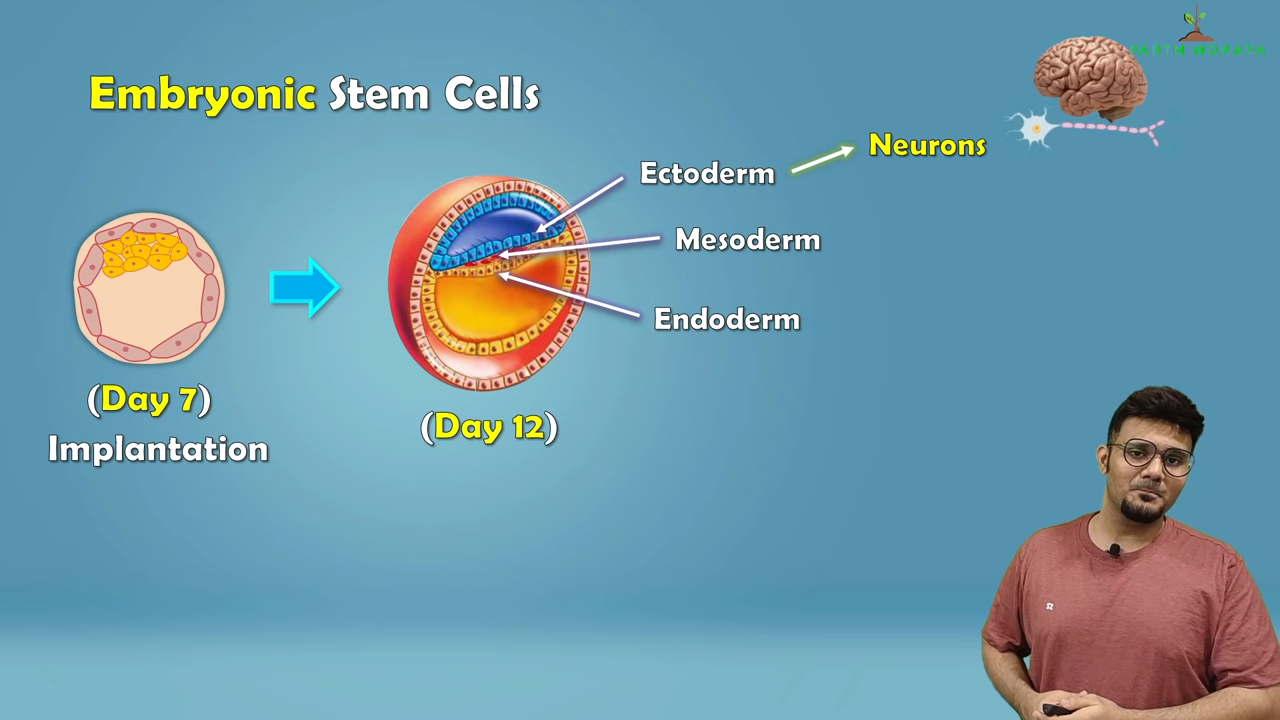 Embryonic Stem Cells
Neurons
Ectoderm
Mesoderm
Endoderm
(Day 7)
Implantation
(Day 12)